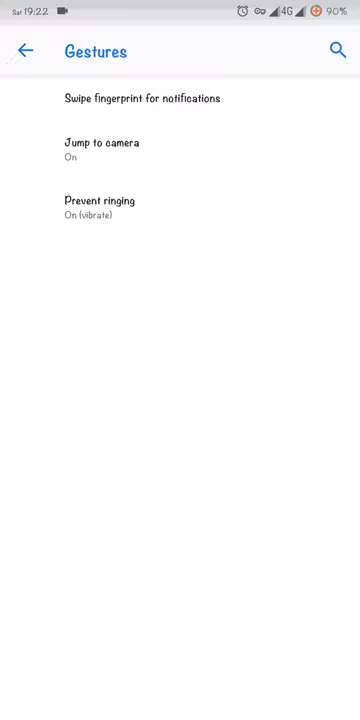 Sat 19:22 4G 90%
Gestures
Swipe fingerprint for notifications
Jump to camera
On
Prevent ringing
On (vibrate)